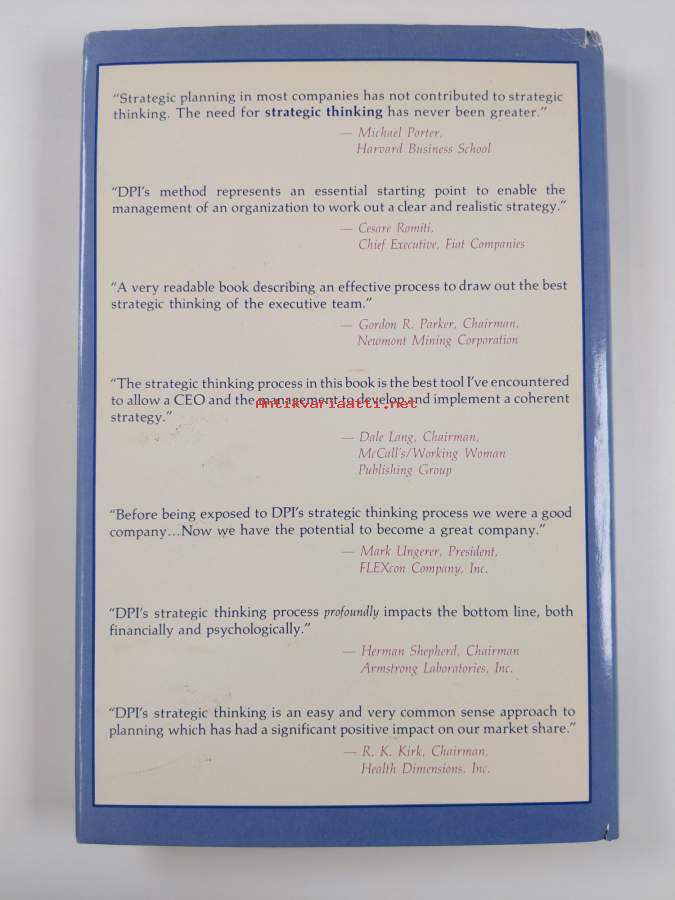 “Strategic planning in most companies has not contributed to strategic
thinking. The need for strategic thinking has never been greater.”
— Michael Porter,
Harvard Business School
“DPI’s method represents an essential starting point to enable the
management of an organization to work out a clear and realistic strategy.”
— Cesare Romiti,
Chief Executive, Fiat Companies
“A very readable book describing an effective process to draw out the best
strategic thinking of the executive team.”
— Gordon R. Parker, Chairman,
Newmont Mining Corporation
“The strategic thinking process in this book is the best tool I’ve encountered
to allow a CEO and the management to develop and implement a coherent
Antikvariaatti.net
strategy.”
— Dale Lang, Chairman,
McCall’s/Working Woman
Publishing Group
“Before being exposed to DPI’s strategic thinking process we were a good
company...Now we have the potential to become a great company.”
— Mark Ungerer, President,
FLEXcon Company, Inc.
“DPI’s strategic thinking process profoundly impacts the bottom line, both
financially and psychologically.”
— Herman Shepherd, Chairman
Armstrong Laboratories, Inc.
“DPI’s strategic thinking is an easy and very common sense approach to
planning which has had a significant positive impact on our market share.”
— R. K. Kirk, Chairman,
Health Dimensions, Inc.